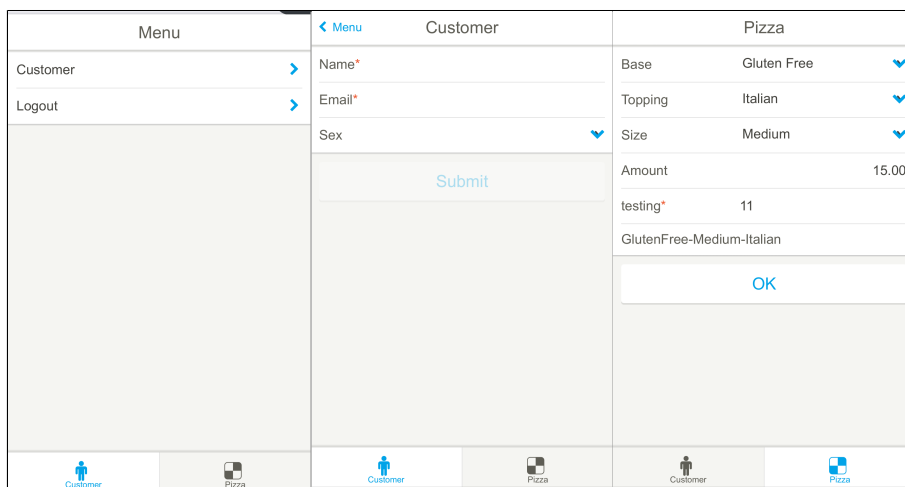 Menu
Customer
Logout
Customer
Pizza
Menu
Customer
Name*
Email*
Sex
Submit
Customer
Pizza
Pizza
Base Gluten Free
Topping Italian
Size Medium
Amount 15.00
testing* 11
GlutenFree-Medium-Italian
OK
Customer
Pizza